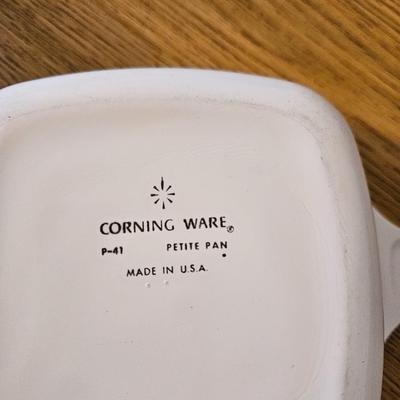 CORNING WARE®
P-41 PETITE PAN
MADE IN U.S.A.